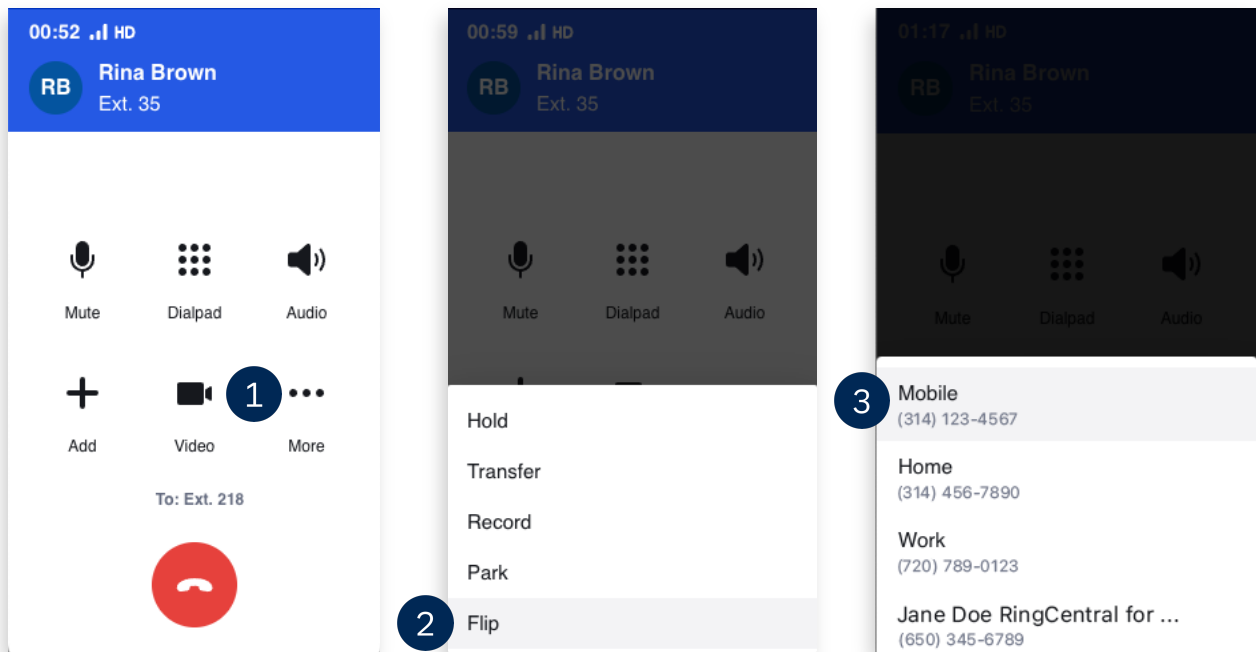 00:52 HD
RB
Rina Brown
Ext. 35
Mute
Dialpad
Audio
1
Add
Video
More
To: Ext. 218
00:59 HD
RB
Rina Brown
Ext. 35
Mute
Dialpad
Audio
Hold
Transfer
Record
Park
2
Flip
01:17 HD
RB
Rina Brown
Ext. 35
Mute
Dialpad
Audio
3
Mobile
(314) 123-4567
Home
(314) 456-7890
Work
(720) 789-0123
Jane Doe RingCentral for ...
(650) 345-6789